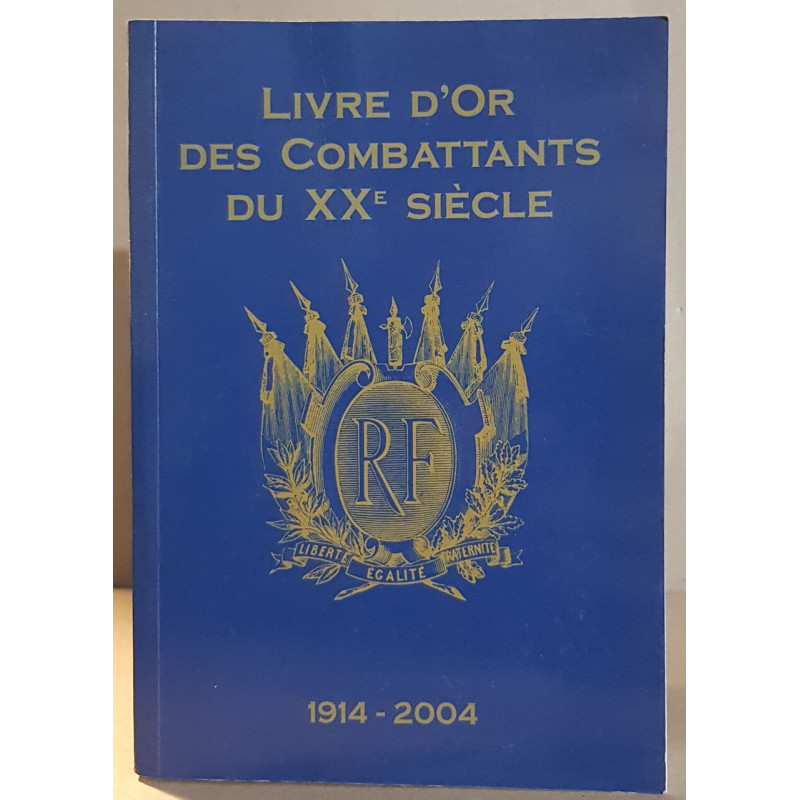 LIVRE D'OR
DES COMBATTANTS
DU XXE SIÈCLE
RF
LIBERTÉ
ÉGALITÉ
FRATERNITÉ
1914 - 2004